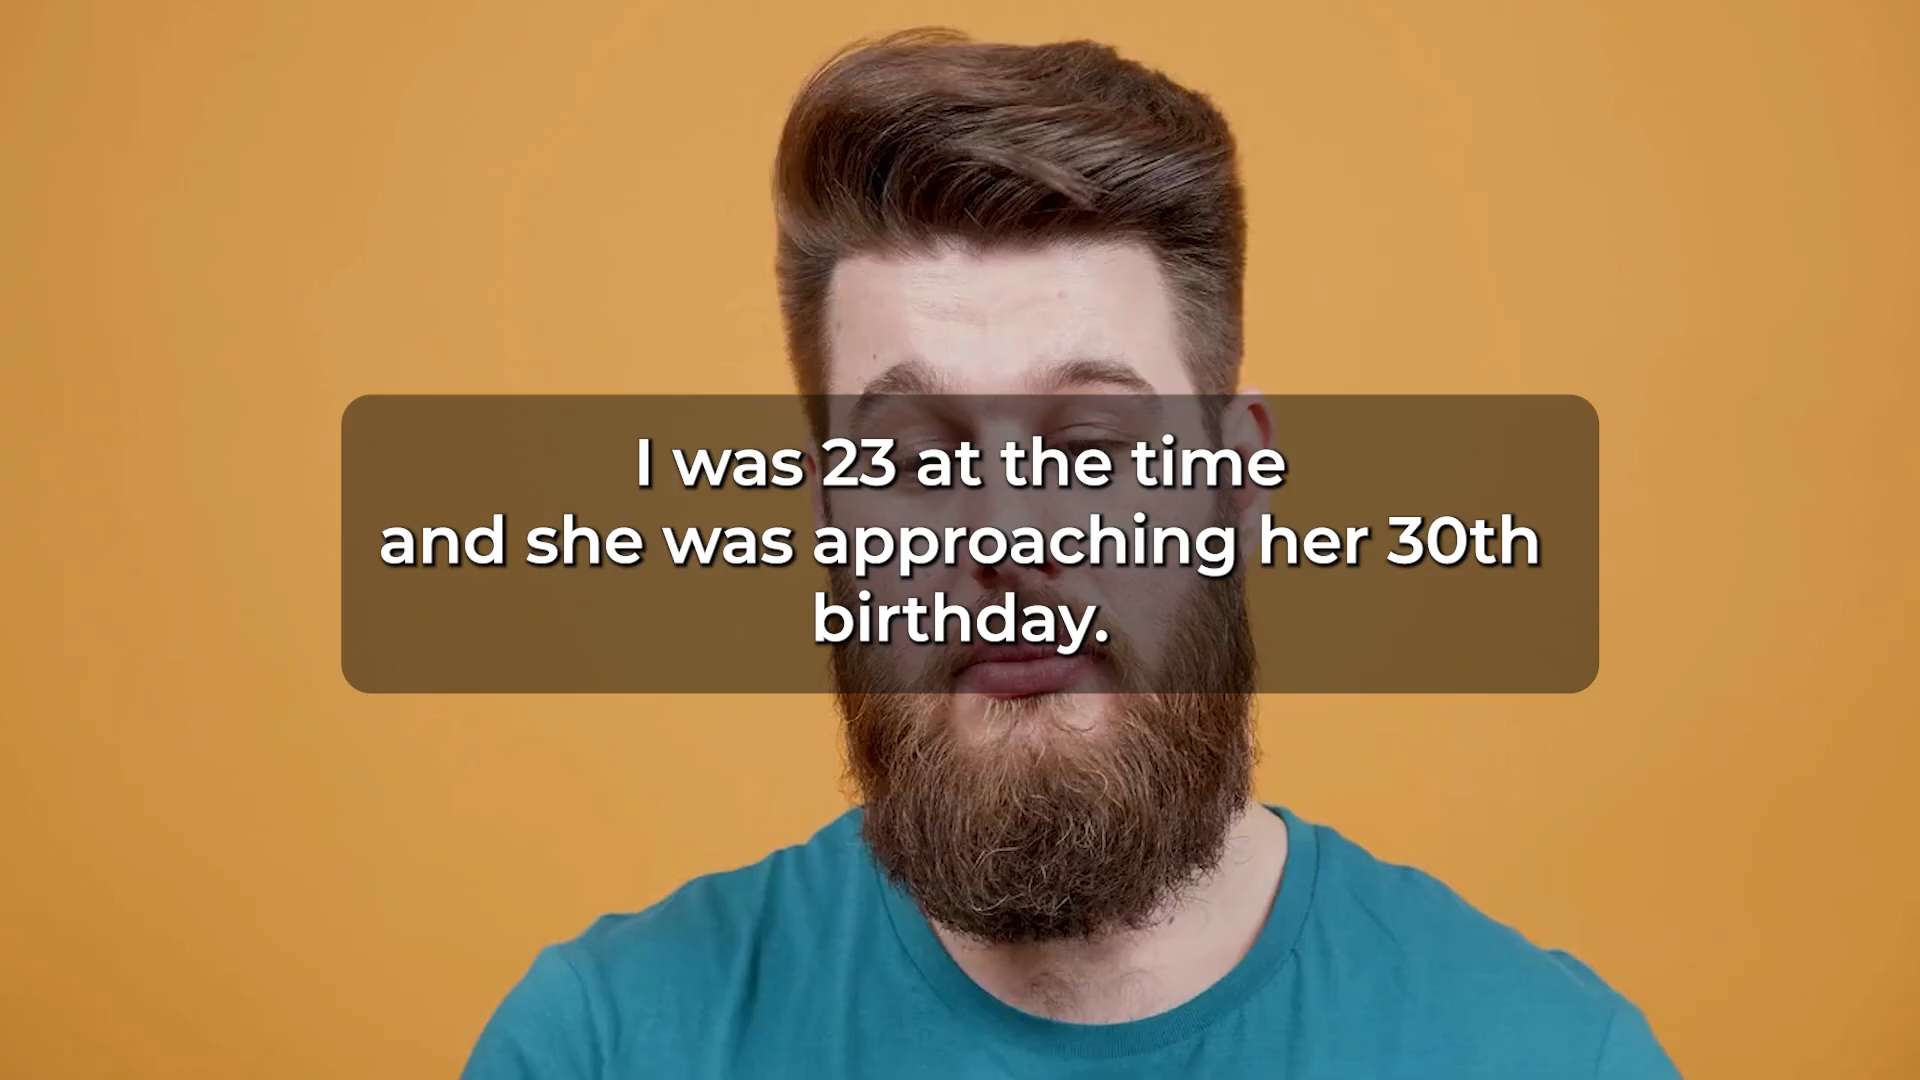 I was 23 at the time
and she was approaching her 30th
birthday.